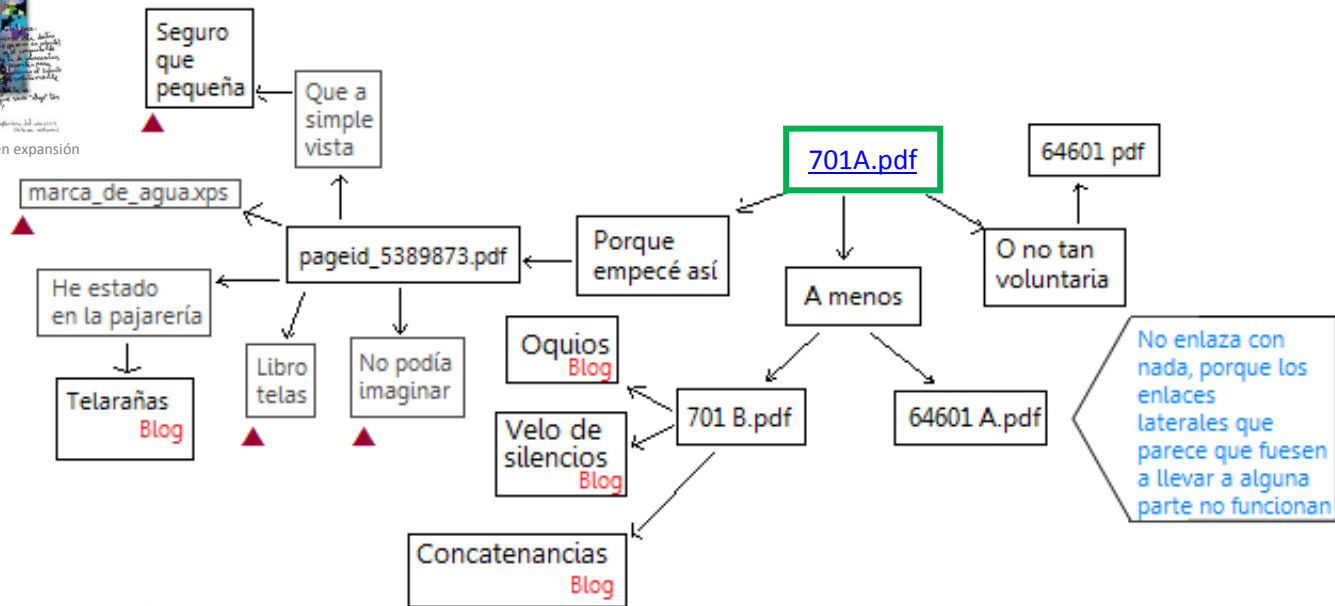 Seguro
que
pequeña
Que a
simple
vista
en expansión
marca_de_agua.xps
701A.pdf
64601 pdf
pageid_5389873.pdf
Porque
empecé así
O no tan
voluntaria
He estado
en la pajarería
A menos
Libro
telas
No podía
imaginar
Oquios
Blog
Telarañas
Blog
701 B.pdf
64601 A.pdf
Velo de
silencios
Blog
No enlaza con
nada, porque los
enlaces
laterales que
parece que fuesen
a llevar a alguna
parte no funcionan
Concatenancias
Blog